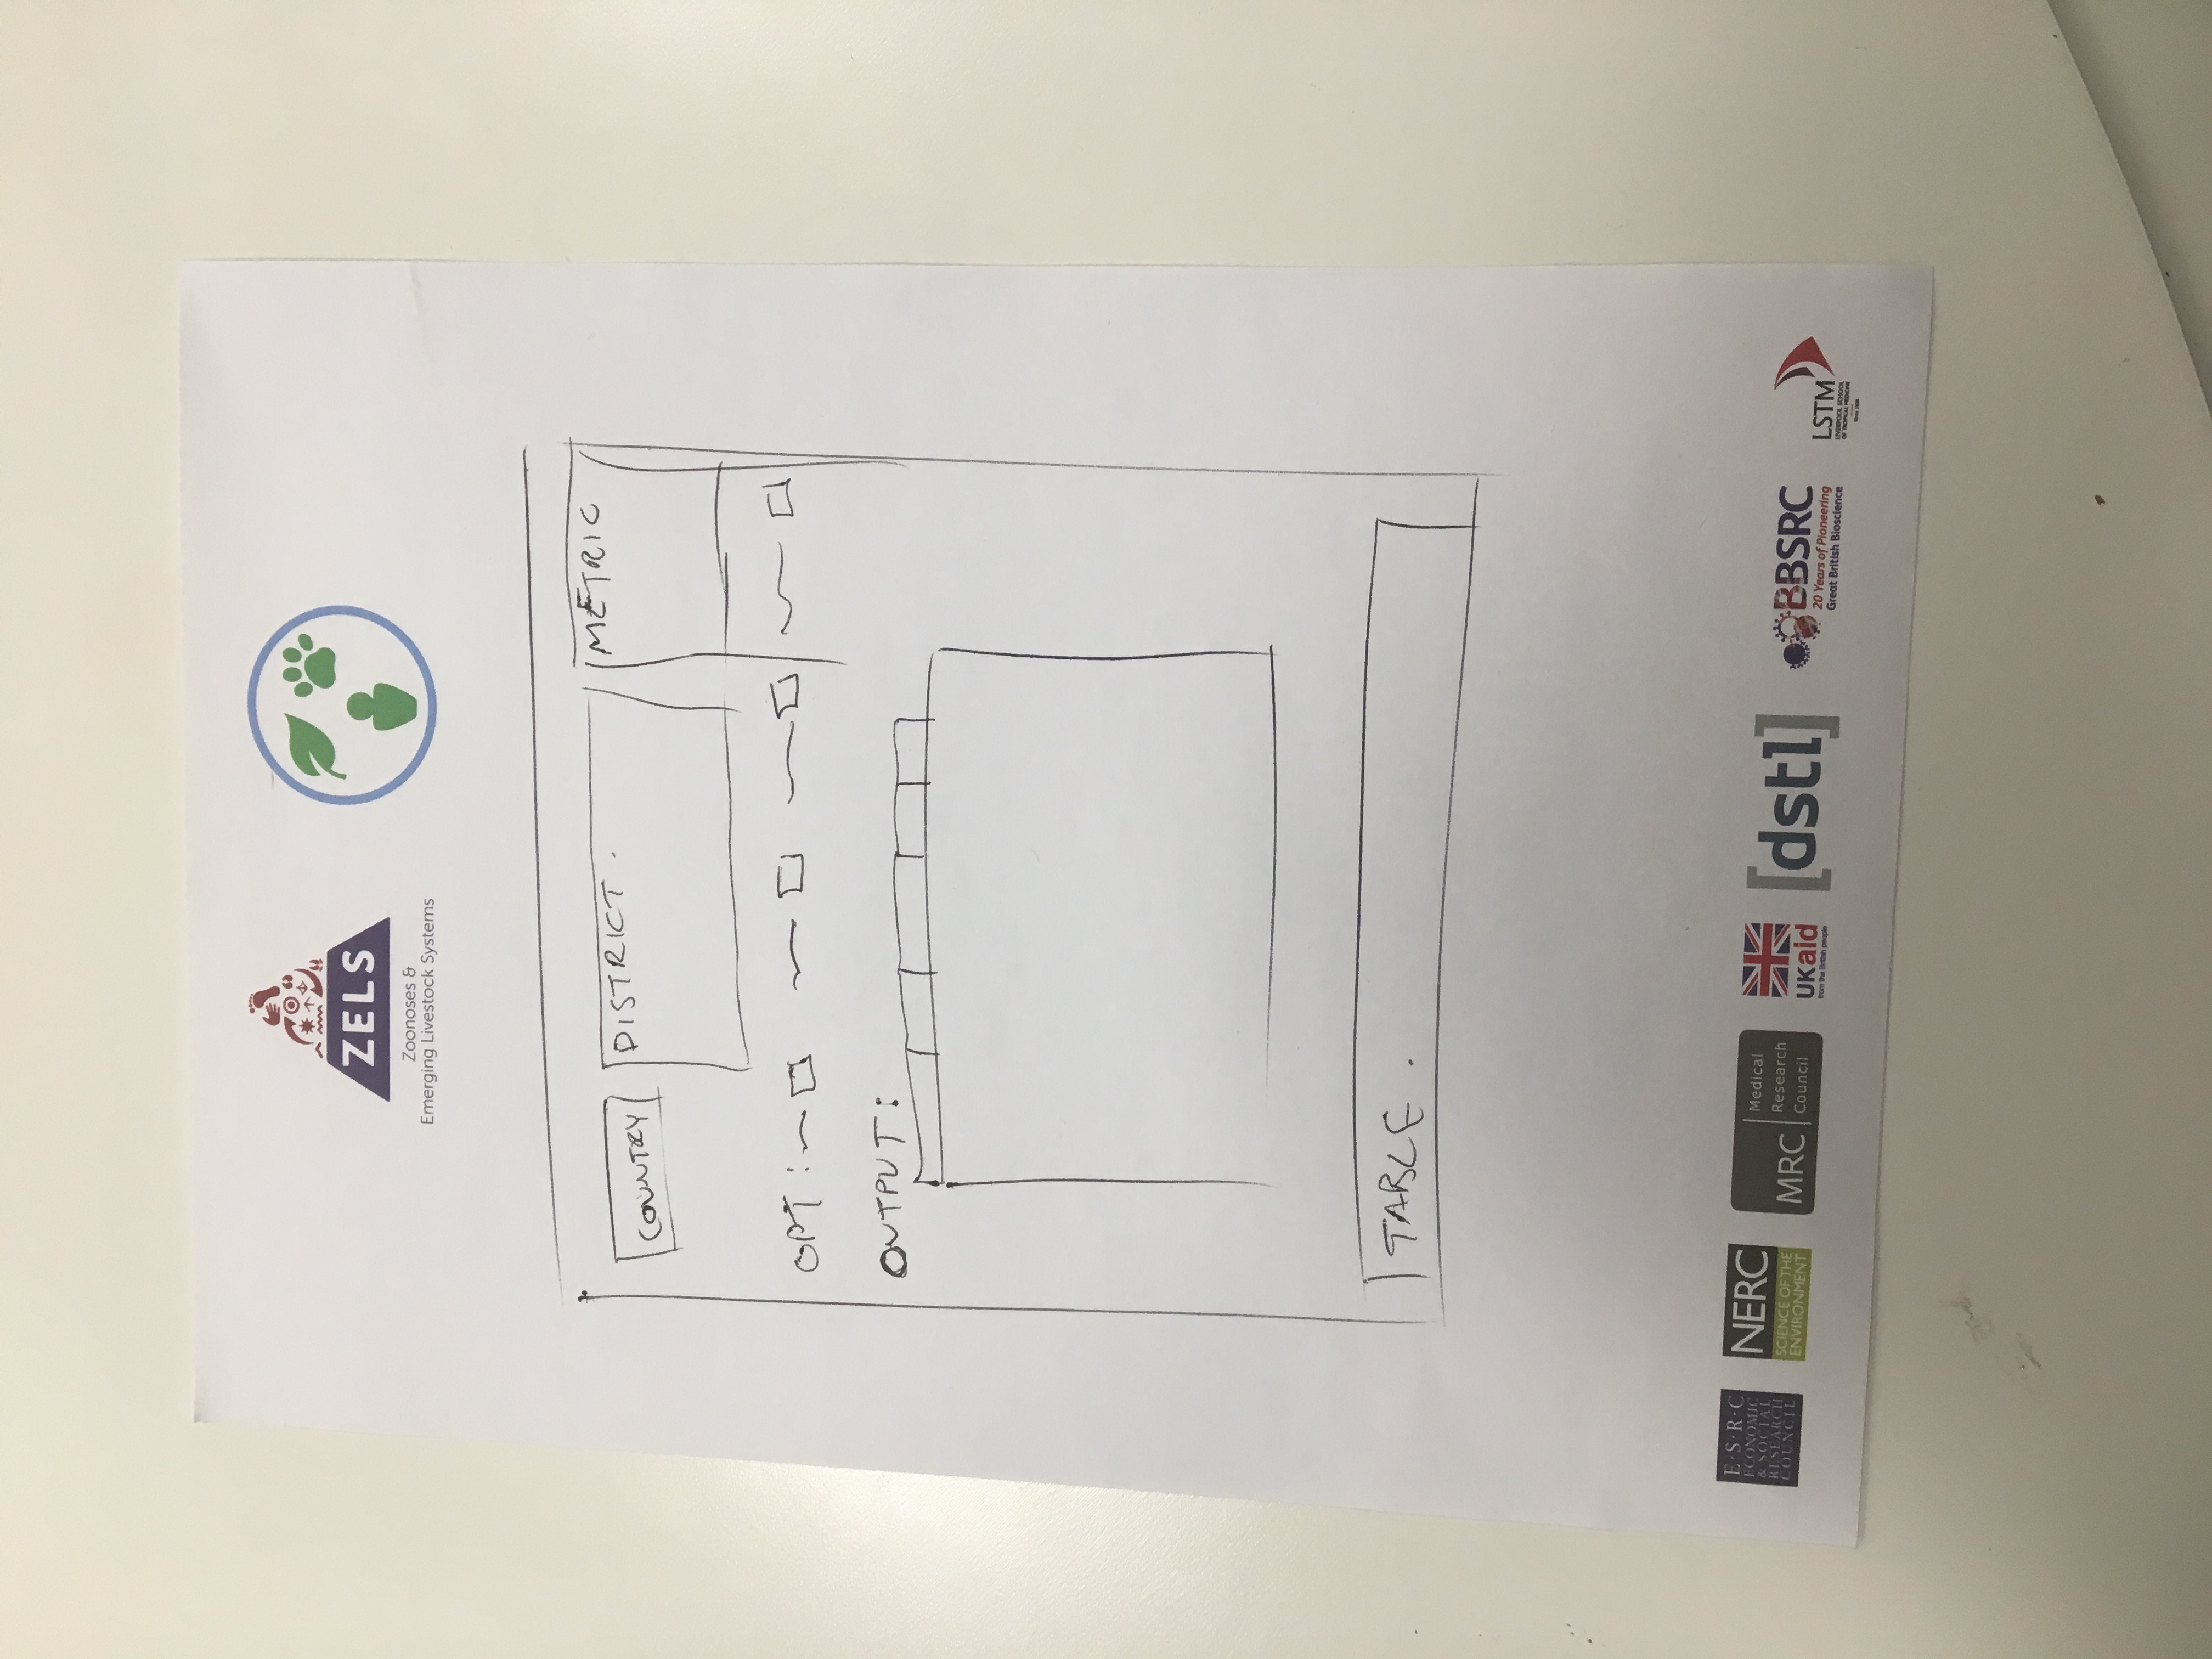 ZELS
Zoonoses &
Emerging Livestock Systems
COUNTRY
DISTRICT.
METRIC
OPT:
OUTPUT:
TABLE.
E·S·R·C
ECONOMIC
& SOCIAL
RESEARCH
COUNCIL
NERC
SCIENCE OF THE
ENVIRONMENT
MRC
Medical
Research
Council
UKaid
from the British people
[dstl]
BBSRC
20 Years of Pioneering
Great British Bioscience
LSTM
LIVERPOOL SCHOOL
OF TROPICAL MEDICINE
Since 1898